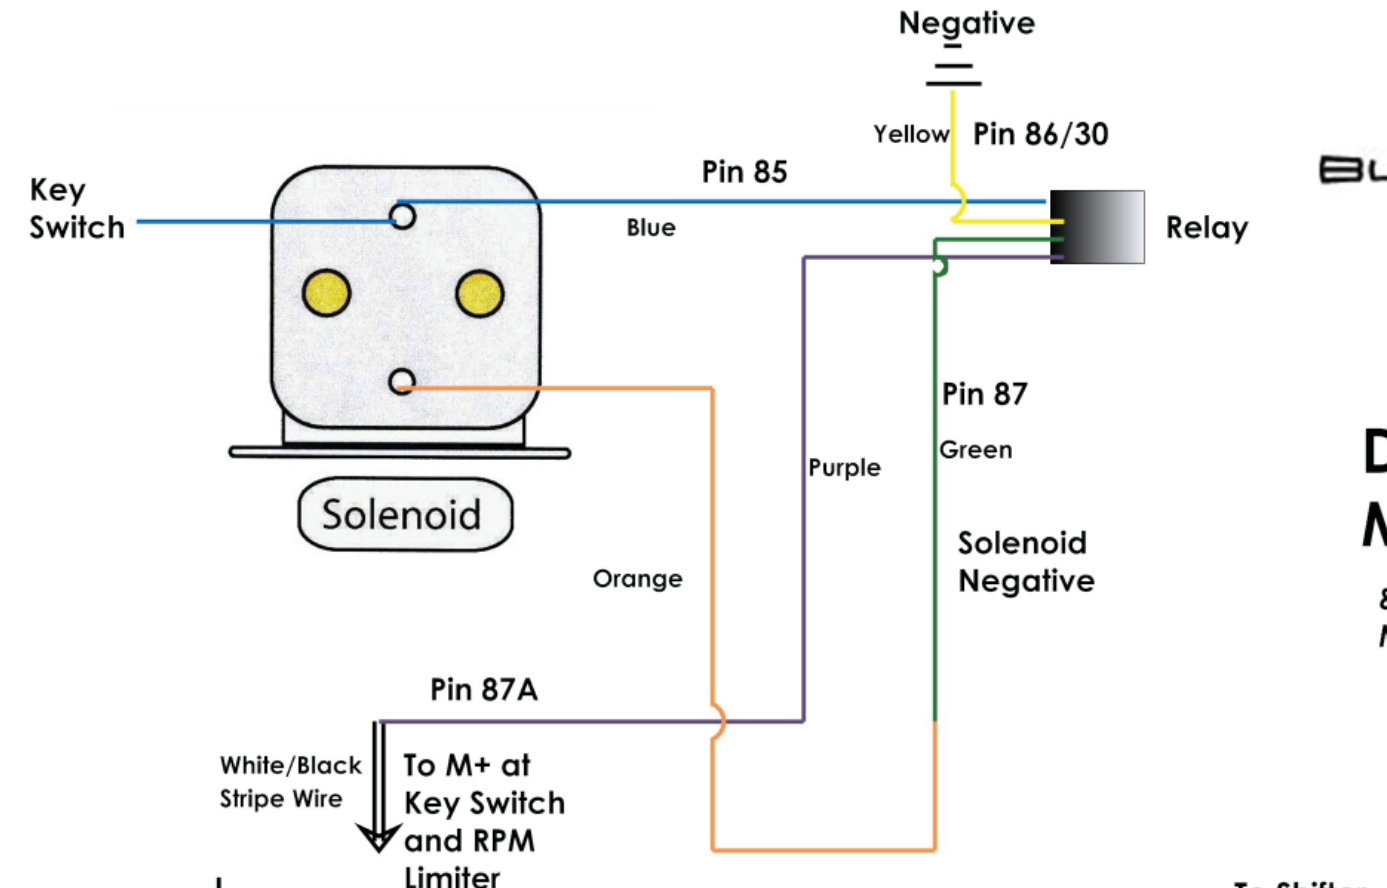 Negative
Yellow
Pin 86/30
Pin 85
Key
Switch
Blue
Relay
Pin 87
Green
Purple
Solenoid
Solenoid
Negative
Orange
Pin 87A
White/Black
Stripe Wire
To M+ at
Key Switch
and RPM
Limiter